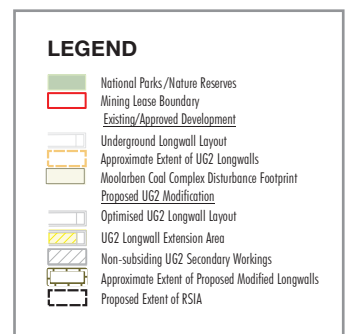 LEGEND
National Parks/Nature Reserves
Mining Lease Boundary
Existing/Approved Development
Underground Longwall Layout
Approximate Extent of UG2 Longwalls
Moolarben Coal Complex Disturbance Footprint
Proposed UG2 Modification
Optimised UG2 Longwall Layout
UG2 Longwall Extension Area
Non-subsiding UG2 Secondary Workings
Approximate Extent of Proposed Modified Longwalls
Proposed Extent of RSIA